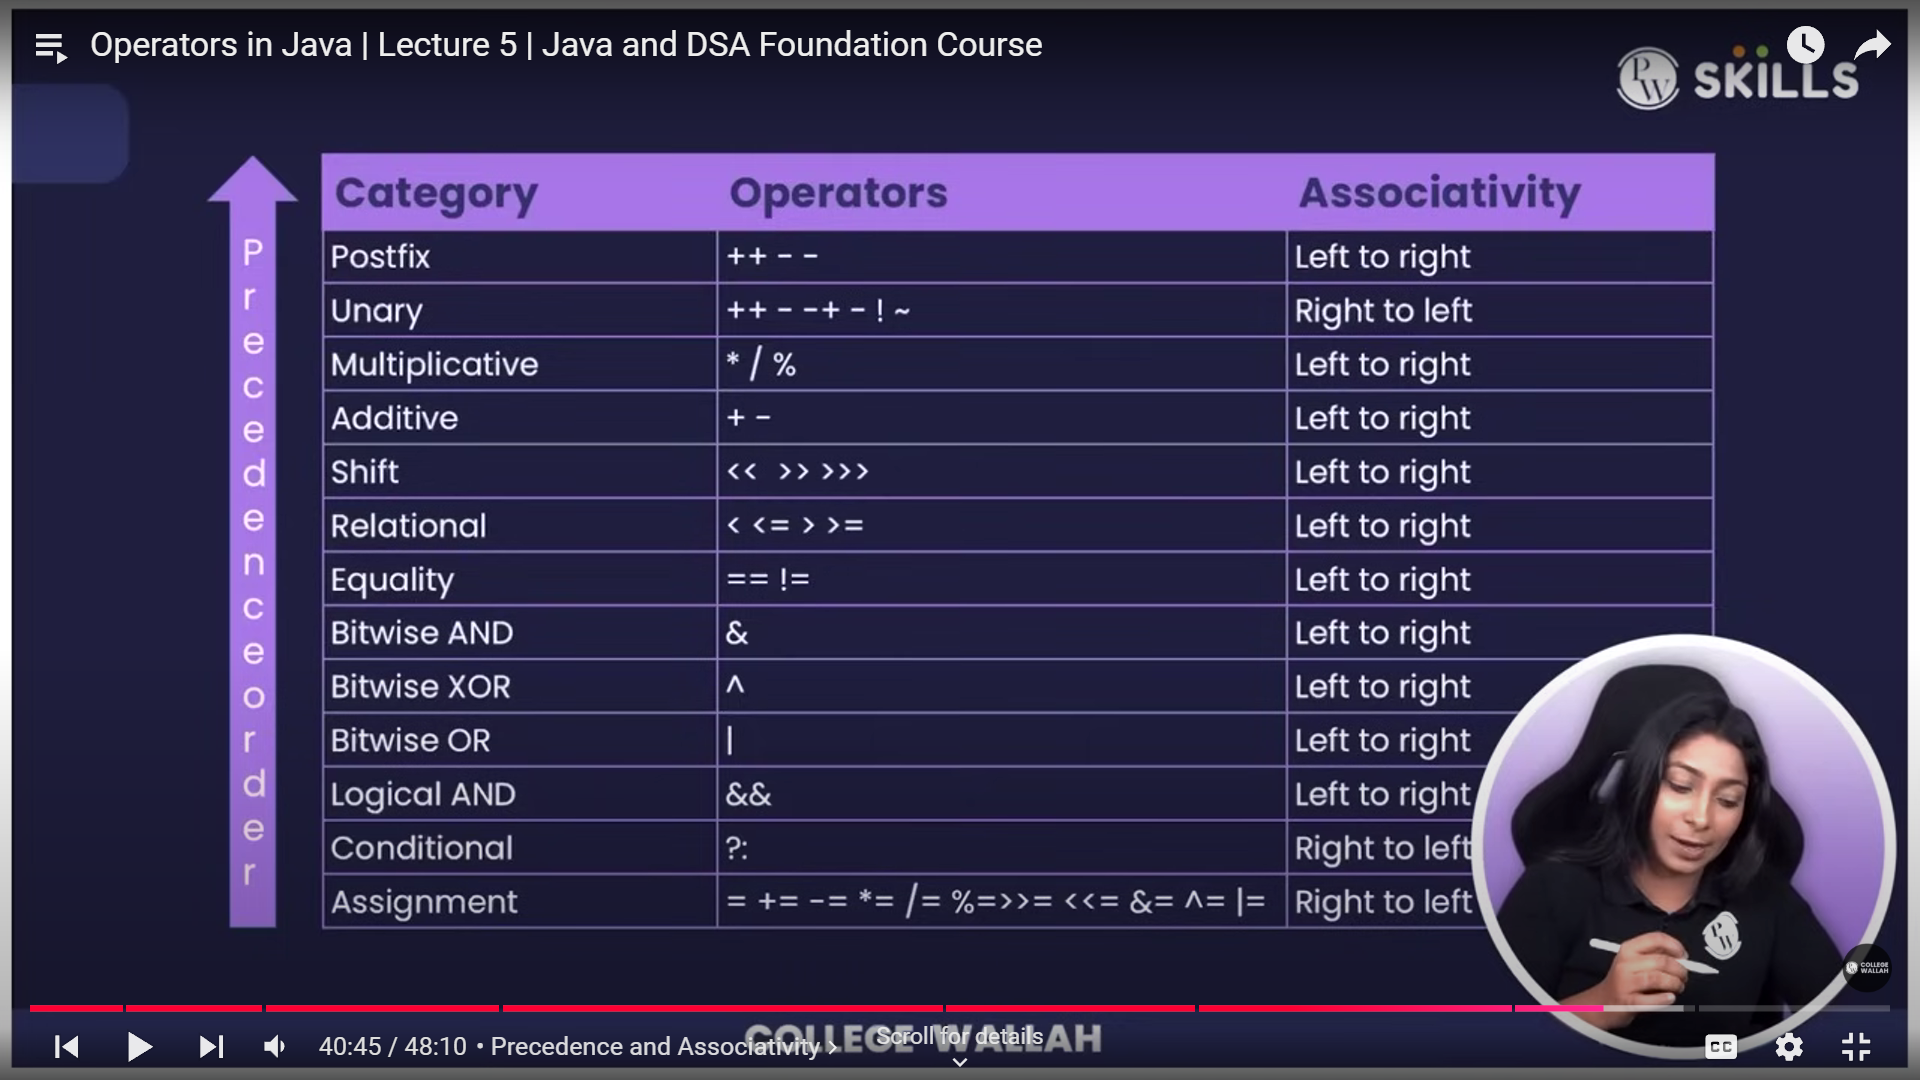 Operators in Java | Lecture 5 | Java and DSA Foundation Course
PW SKILLS
Precedence order
Category Operators Associativity
Postfix ++ - - Left to right
Unary ++ - -+ - ! ~ Right to left
Multiplicative * / % Left to right
Additive + - Left to right
Shift << >> >>> Left to right
Relational < <= > >= Left to right
Equality == != Left to right
Bitwise AND & Left to right
Bitwise XOR ^ Left to right
Bitwise OR | Left to right
Logical AND && Left to right
Conditional ?: Right to left
Assignment = += -= *= /= %=>>= <<= &= ^= |= Right to left
PW
COLLEGE
WALLAH
COLLEGE WALLAH
Scroll for details
40:45 / 48:10 • Precedence and Associativity >
CC